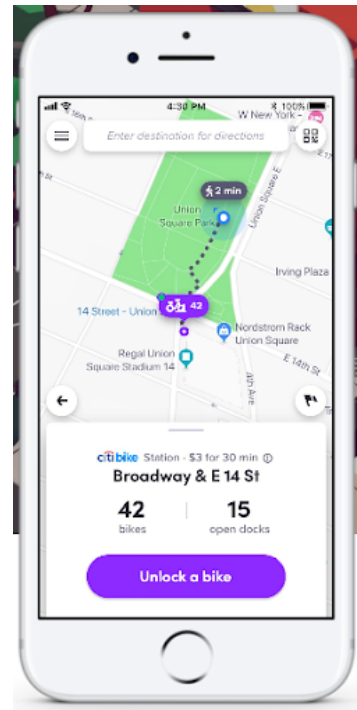 4:30 PM
100%
W New York -
Enter destination for directions
2 min
Union
Square Park
Union Square E
Irving Plaza
42
14 Street - Union
Nordstrom Rack
Union Square
Regal Union
Square Stadium 14
E 14th St
4th Ave
citibike Station - $3 for 30 min
Broadway & E 14 St
42
15
bikes
open docks
Unlock a bike